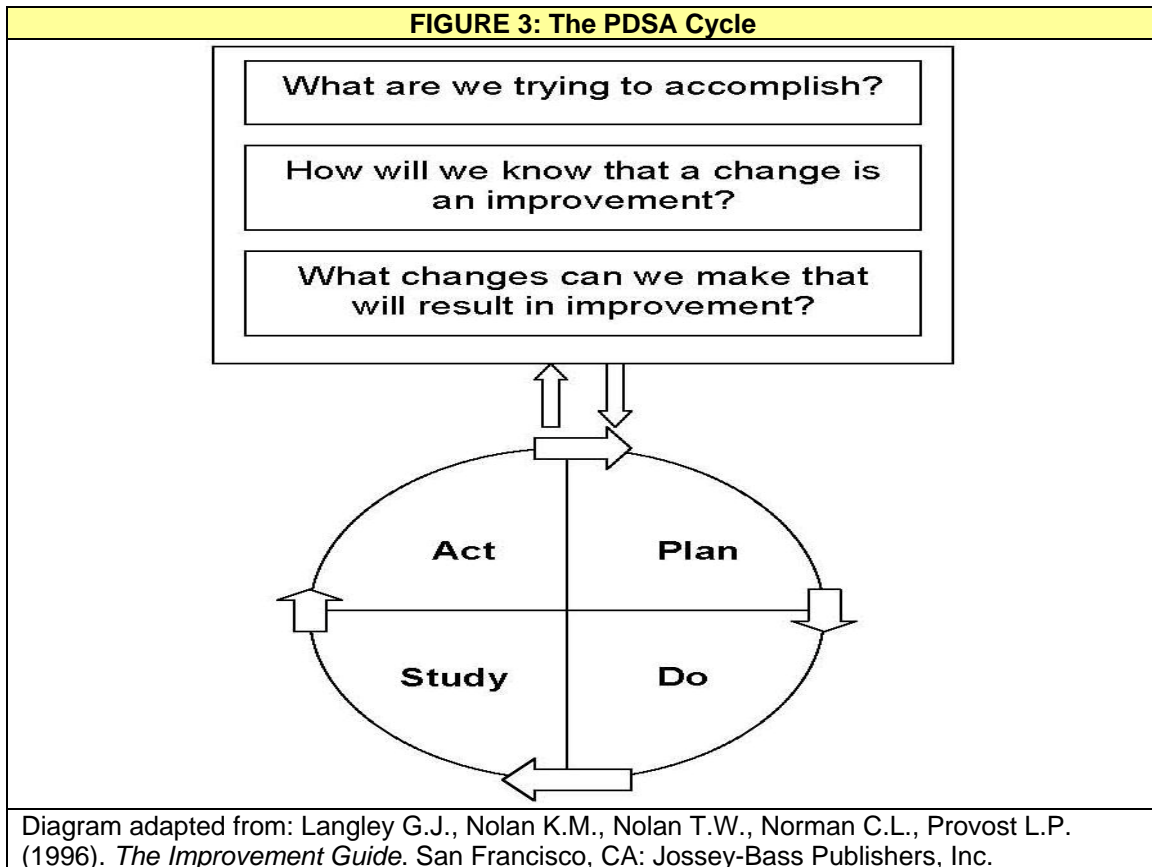 FIGURE 3: The PDSA Cycle
What are we trying to accomplish?
How will we know that a change is
an improvement?
What changes can we make that
will result in improvement?
Act
Plan
Study
Do
Diagram adapted from: Langley G.J., Nolan K.M., Nolan T.W., Norman C.L., Provost L.P.
(1996). The Improvement Guide. San Francisco, CA: Jossey-Bass Publishers, Inc.